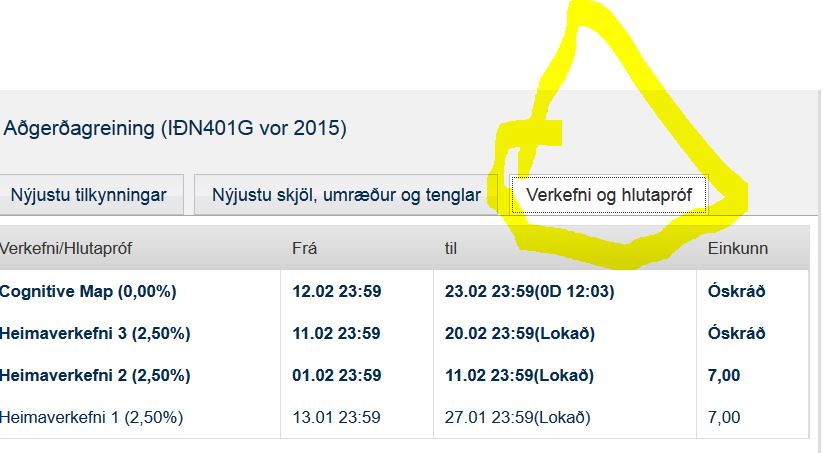 Aðgerðagreining (IÐN401G vor 2015)
Nýjustu tilkynningar Nýjustu skjöl, umræður og tenglar Verkefni og hlutapróf
Verkefni/Hlutapróf Frá til Einkunn
Cognitive Map (0,00%) 12.02 23:59 23.02 23:59(0D 12:03) Óskráð
Heimaverkefni 3 (2,50%) 11.02 23:59 20.02 23:59(Lokað) Óskráð
Heimaverkefni 2 (2,50%) 01.02 23:59 11.02 23:59(Lokað) 7,00
Heimaverkefni 1 (2,50%) 13.01 23:59 27.01 23:59(Lokað) 7,00